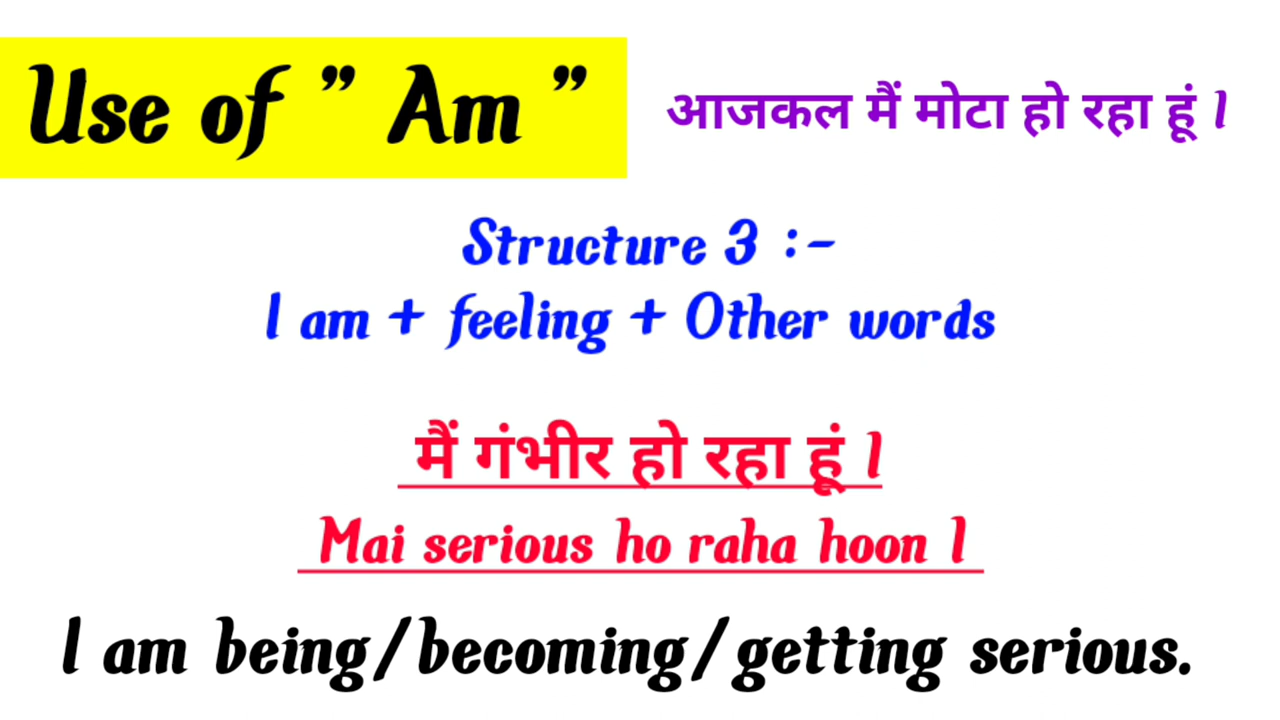 Use of " Am "
आजकल मैं मोटा हो रहा हूं l
Structure 3 :-
I am + feeling + Other words
मैं गंभीर हो रहा हूं l
Mai serious ho raha hoon l
I am being/becoming/getting serious.